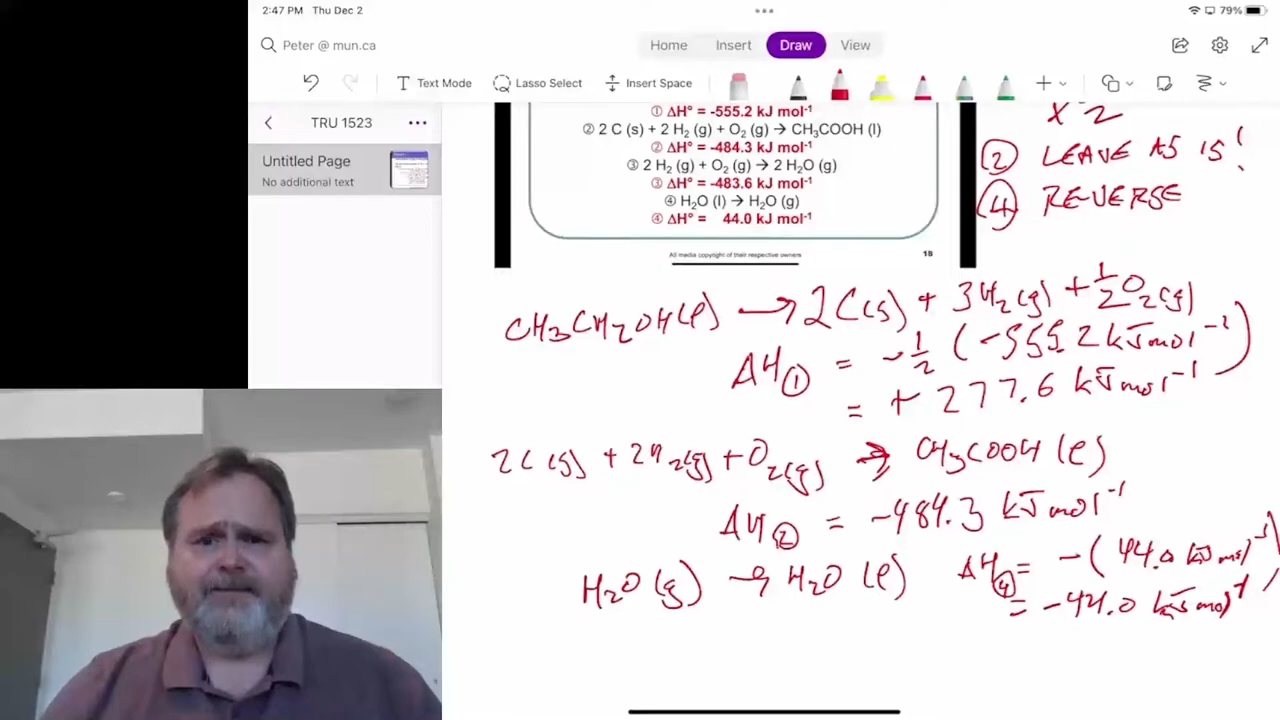 2:47 PM Thu Dec 2
79%
Peter @ mun.ca
Home Insert Draw View
Text Mode Lasso Select Insert Space
TRU 1523
Untitled Page
No additional text
① ΔH° = -555.2 kJ mol⁻¹
② 2 C (s) + 2 H₂ (g) + O₂ (g) → CH₃COOH (l)
② ΔH° = -484.3 kJ mol⁻¹
③ 2 H₂ (g) + O₂ (g) → 2 H₂O (g)
③ ΔH° = -483.6 kJ mol⁻¹
④ H₂O (l) → H₂O (g)
④ ΔH° = 44.0 kJ mol⁻¹
All media copyright of their respective owners
18
x 2
② LEAVE AS IS!
④ REVERSE
CH₃CH₂OH(l) → 2C(s) + 3H₂(g) + ½O₂(g)
ΔH① = -½ (-555.2 kJ mol⁻¹)
= + 277.6 kJ mol⁻¹
2C(s) + 2H₂(g) + O₂(g) → CH₃COOH (l)
ΔH② = -484.3 kJ mol⁻¹
H₂O (g) → H₂O (l) ΔH④ = -(44.0 kJ mol⁻¹)
= -44.0 kJ mol⁻¹